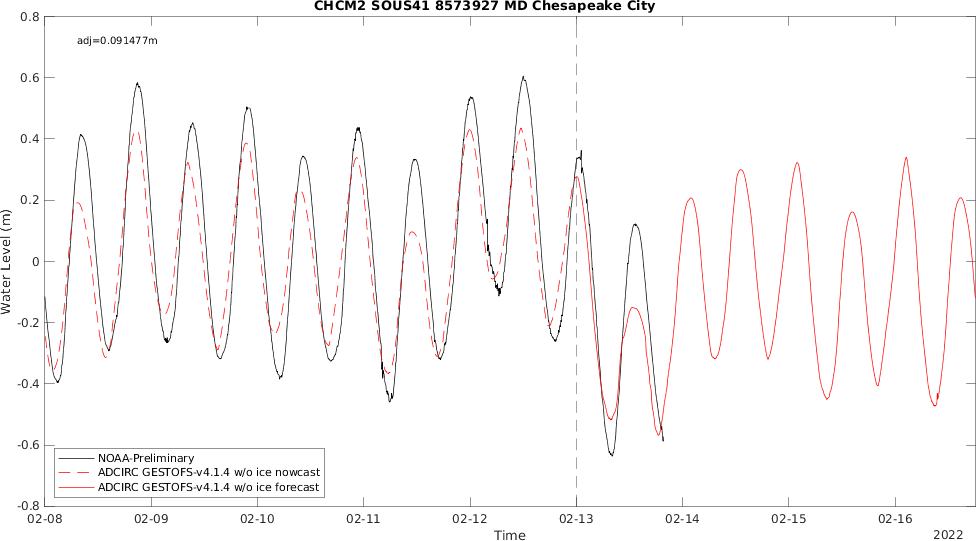 CHCM2 SOUS41 8573927 MD Chesapeake City
adj=0.091477m
0.8
0.6
0.4
0.2
0
-0.2
-0.4
-0.6
-0.8
Water Level (m)
NOAA-Preliminary
ADCIRC GESTOFS-v4.1.4 w/o ice nowcast
ADCIRC GESTOFS-v4.1.4 w/o ice forecast
02-08 02-09 02-10 02-11 02-12 02-13 02-14 02-15 02-16
Time
2022